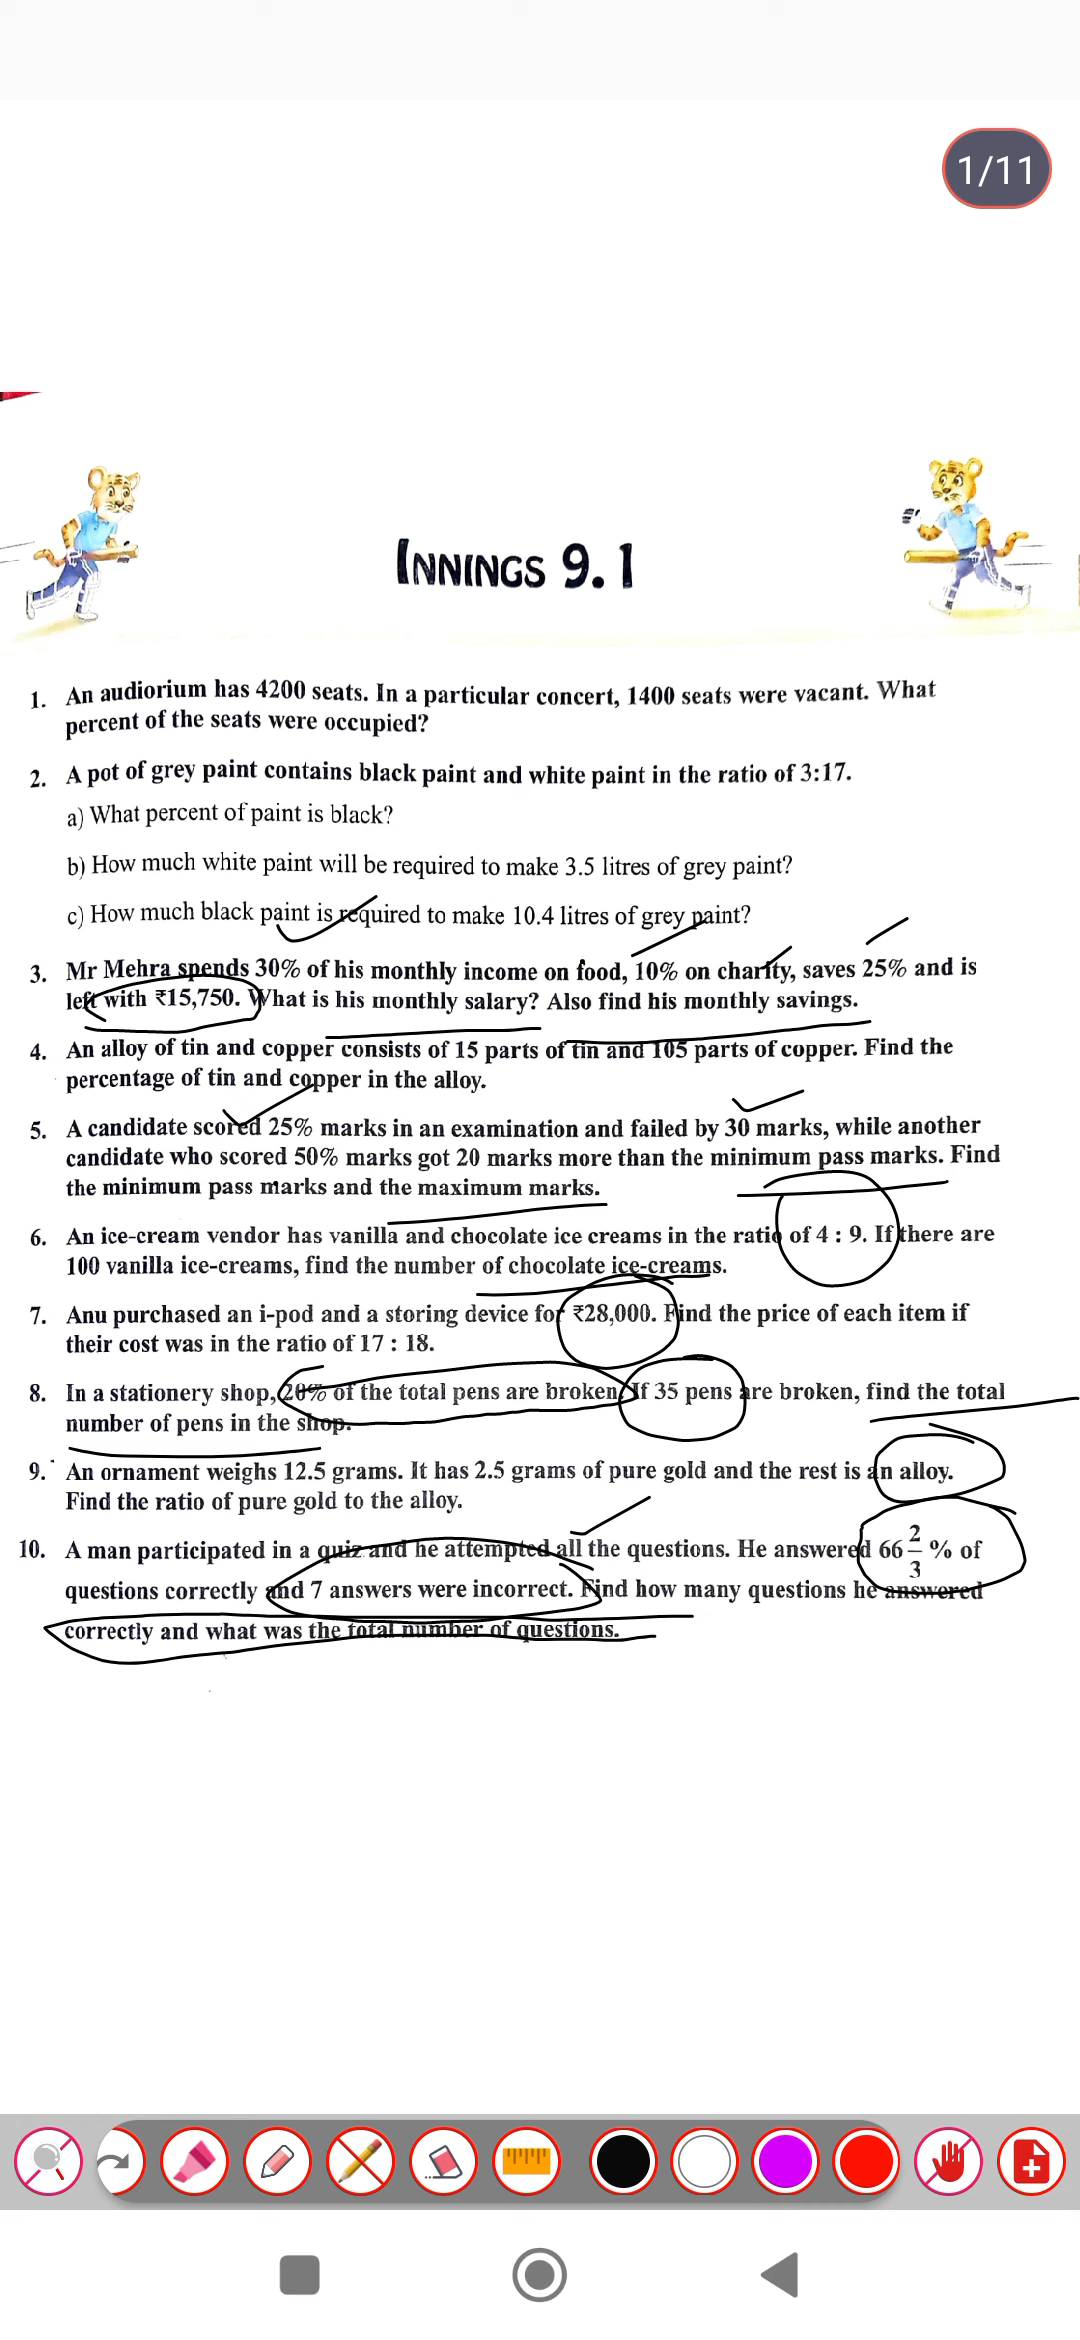 1/11
INNINGS 9.1
1. An audiorium has 4200 seats. In a particular concert, 1400 seats were vacant. What
percent of the seats were occupied?
2. A pot of grey paint contains black paint and white paint in the ratio of 3:17.
a) What percent of paint is black?
b) How much white paint will be required to make 3.5 litres of grey paint?
c) How much black paint is required to make 10.4 litres of grey paint?
3. Mr Mehra spends 30% of his monthly income on food, 10% on charity, saves 25% and is
left with ₹15,750. What is his monthly salary? Also find his monthly savings.
4. An alloy of tin and copper consists of 15 parts of tin and 105 parts of copper. Find the
percentage of tin and copper in the alloy.
5. A candidate scored 25% marks in an examination and failed by 30 marks, while another
candidate who scored 50% marks got 20 marks more than the minimum pass marks. Find
the minimum pass marks and the maximum marks.
6. An ice-cream vendor has vanilla and chocolate ice creams in the ratio of 4 : 9. If there are
100 vanilla ice-creams, find the number of chocolate ice-creams.
7. Anu purchased an i-pod and a storing device for ₹28,000. Find the price of each item if
their cost was in the ratio of 17 : 18.
8. In a stationery shop, 20% of the total pens are broken. If 35 pens are broken, find the total
number of pens in the shop.
9. An ornament weighs 12.5 grams. It has 2.5 grams of pure gold and the rest is an alloy.
Find the ratio of pure gold to the alloy.
10. A man participated in a quiz and he attempted all the questions. He answered 66 2/3 % of
questions correctly and 7 answers were incorrect. Find how many questions he answered
correctly and what was the total number of questions.